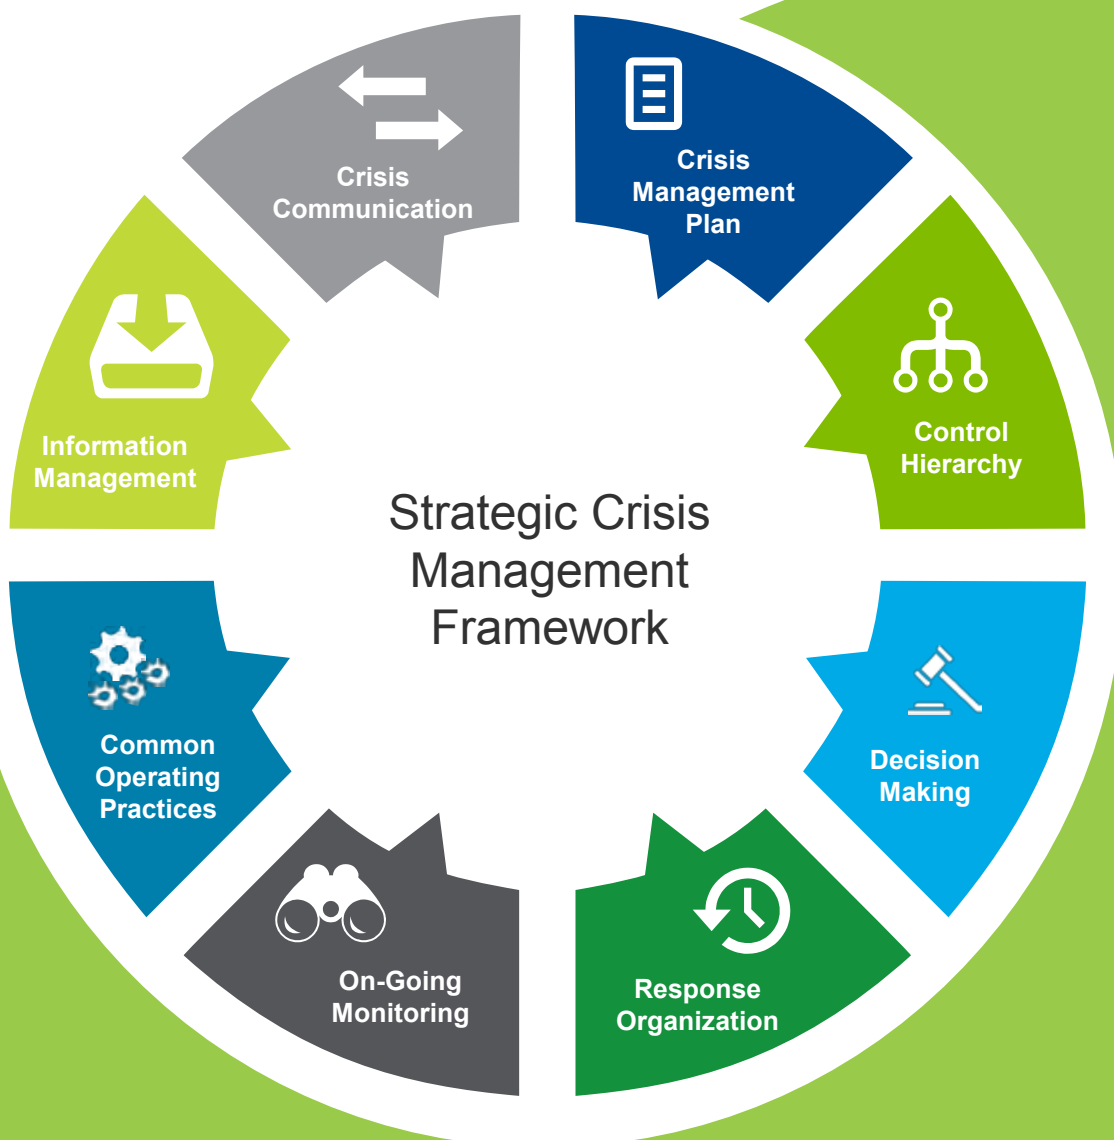 Crisis
Communication
Crisis
Management
Plan
Information
Management
Control
Hierarchy
Strategic Crisis
Management
Framework
Common
Operating
Practices
Decision
Making
On-Going
Monitoring
Response
Organization